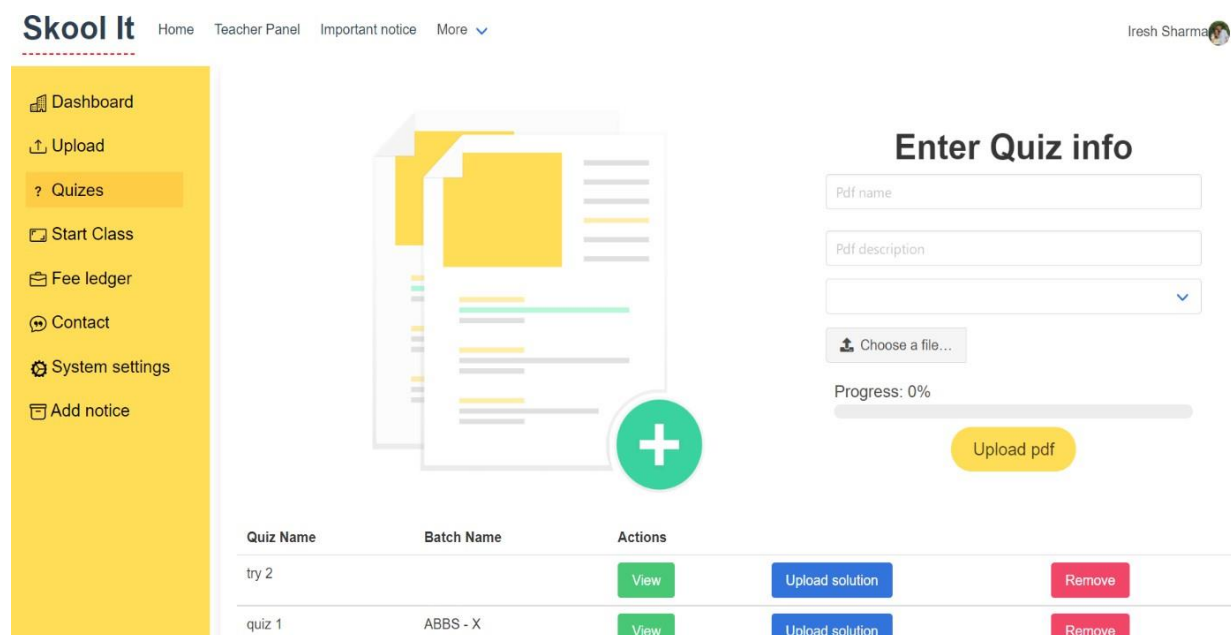 Skool It Home Teacher Panel Important notice More Iresh Sharma
Dashboard
Upload
? Quizes
Start Class
Fee ledger
Contact
System settings
Add notice
Enter Quiz info
Pdf name
Pdf description
Choose a file...
Progress: 0%
Upload pdf
Quiz Name Batch Name Actions
try 2 View Upload solution Remove
quiz 1 ABBS - X View Upload solution Remove